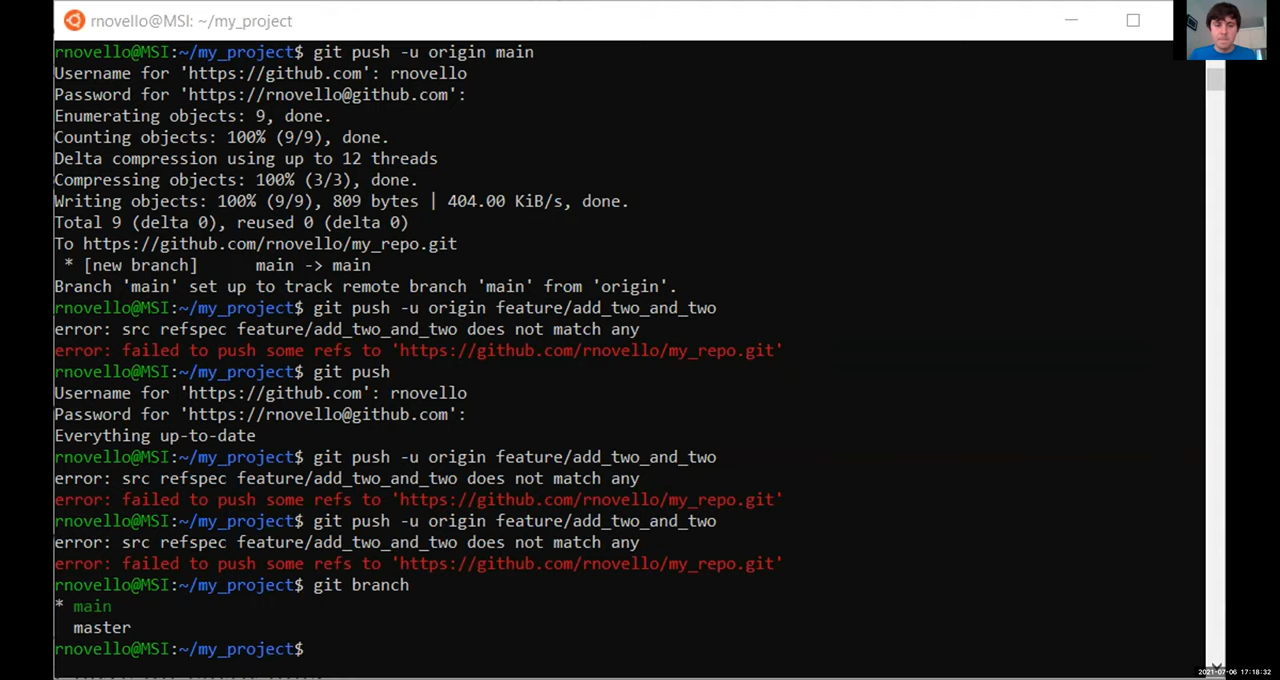 rnovello@MSI: ~/my_project
rnovello@MSI:~/my_project$ git push -u origin main
Username for 'https://github.com': rnovello
Password for 'https://rnovello@github.com':
Enumerating objects: 9, done.
Counting objects: 100% (9/9), done.
Delta compression using up to 12 threads
Compressing objects: 100% (3/3), done.
Writing objects: 100% (9/9), 809 bytes | 404.00 KiB/s, done.
Total 9 (delta 0), reused 0 (delta 0)
To https://github.com/rnovello/my_repo.git
 * [new branch]      main -> main
Branch 'main' set up to track remote branch 'main' from 'origin'.
rnovello@MSI:~/my_project$ git push -u origin feature/add_two_and_two
error: src refspec feature/add_two_and_two does not match any
error: failed to push some refs to 'https://github.com/rnovello/my_repo.git'
rnovello@MSI:~/my_project$ git push
Username for 'https://github.com': rnovello
Password for 'https://rnovello@github.com':
Everything up-to-date
rnovello@MSI:~/my_project$ git push -u origin feature/add_two_and_two
error: src refspec feature/add_two_and_two does not match any
error: failed to push some refs to 'https://github.com/rnovello/my_repo.git'
rnovello@MSI:~/my_project$ git push -u origin feature/add_two_and_two
error: src refspec feature/add_two_and_two does not match any
error: failed to push some refs to 'https://github.com/rnovello/my_repo.git'
rnovello@MSI:~/my_project$ git branch
* main
  master
rnovello@MSI:~/my_project$
2021-07-06 17:18:32